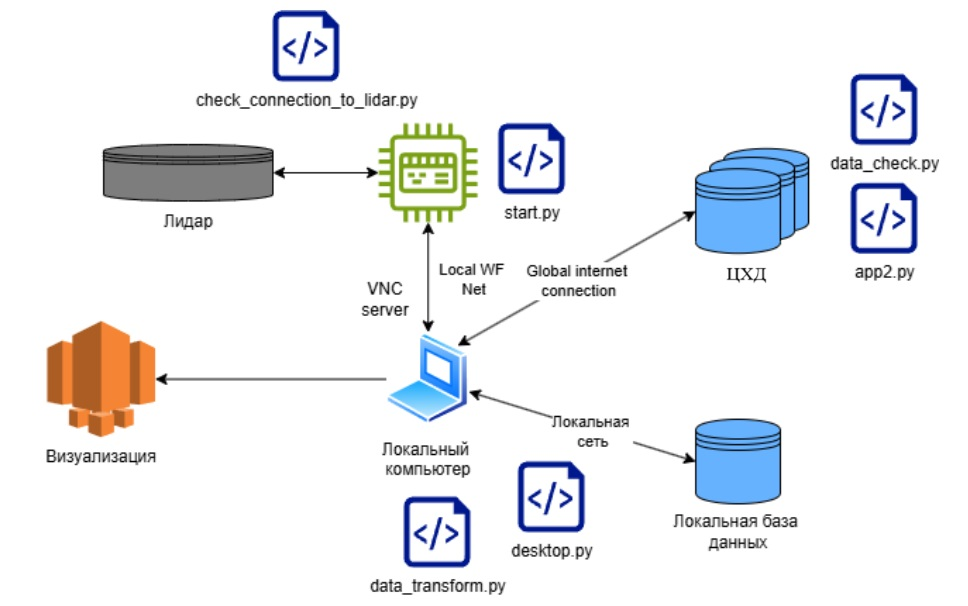 </>
check_connection_to_lidar.py
</>
data_check.py
</>
start.py
Лидар
</>
app2.py
ЦХД
VNC
server
Local WF
Net
Global internet
connection
Визуализация
Локальный
компьютер
Локальная
сеть
Локальная база
данных
</>
desktop.py
</>
data_transform.py